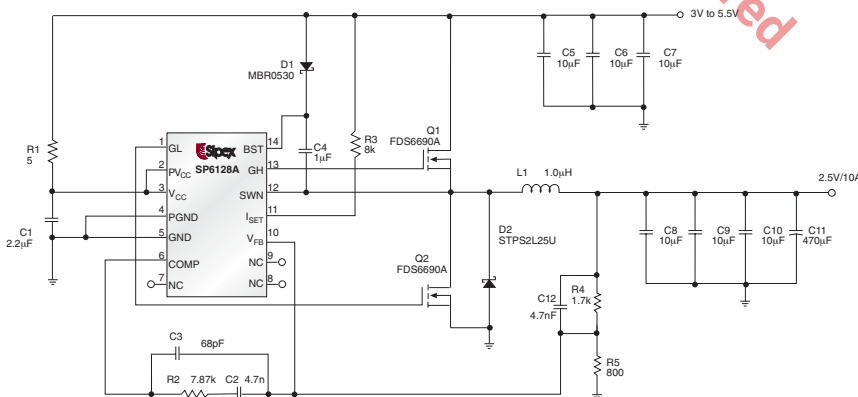 3V to 5.5V
ed
D1
MBR0530
C5
10μF
C6
10μF
C7
10μF
R1
5
1
GL
Sipex
SP6128A
BST
14
C4
1μF
R3
8k
Q1
FDS6690A
2
PVCC
GH
13
3
VCC
SWN
12
L1 1.0μH
2.5V/10A
4
PGND
ISET
11
C1
2.2μF
5
GND
VFB
10
D2
STPS2L25U
C8
10μF
C9
10μF
C10
10μF
C11
470μF
6
COMP
NC
9
7
NC
NC
8
Q2
FDS6690A
C12
4.7nF
R4
1.7k
C3
68pF
R5
800
R2 7.87k C2 4.7n